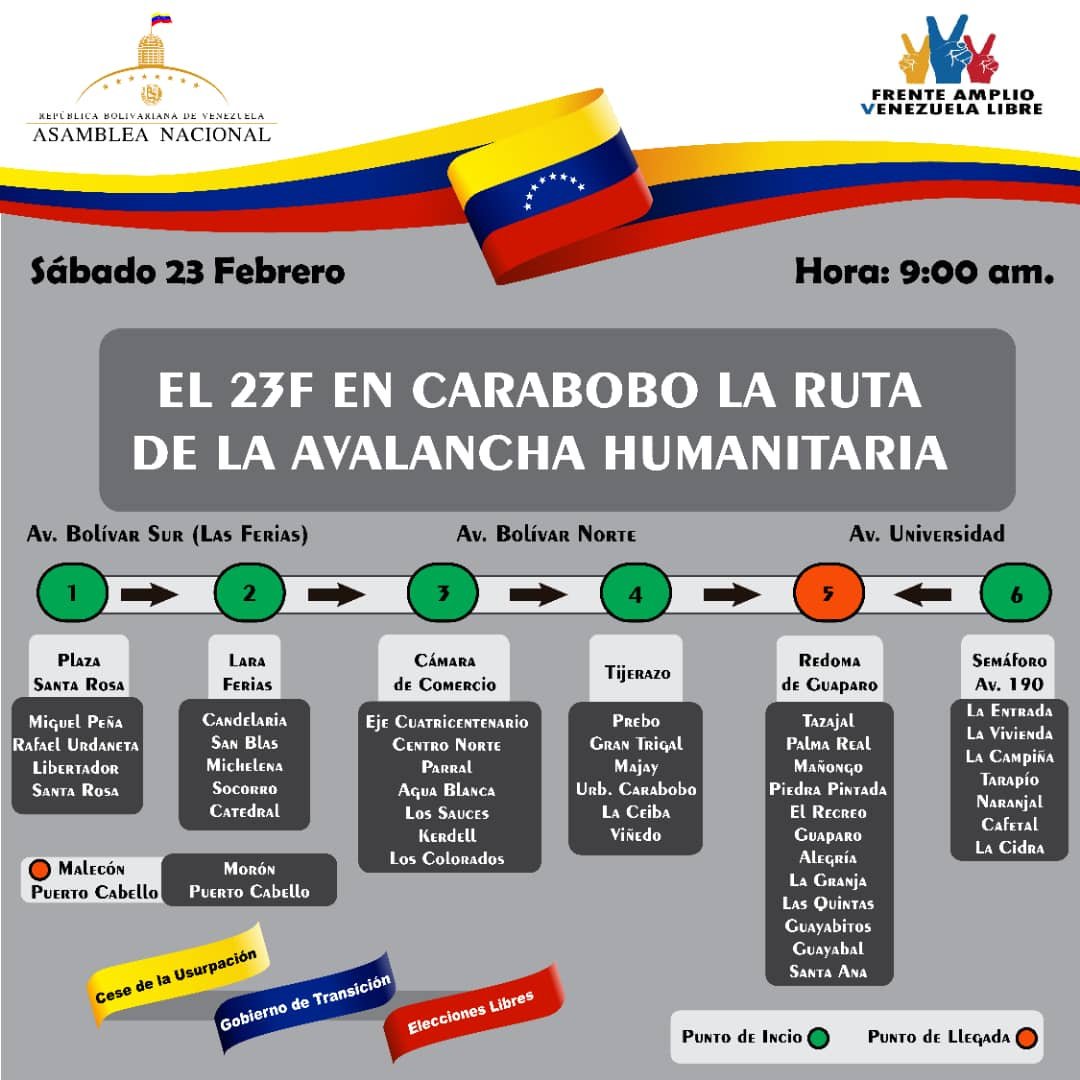 REPÚBLICA BOLIVARIANA DE VENEZUELA
ASAMBLEA NACIONAL
FRENTE AMPLIO
VENEZUELA LIBRE
Sábado 23 Febrero
Hora: 9:00 am.
EL 23F EN CARABOBO LA RUTA
DE LA AVALANCHA HUMANITARIA
Av. Bolívar Sur (Las Ferias)
Av. Bolívar Norte
Av. Universidad
1
2
3
4
5
6
Plaza
Santa Rosa
Miguel Peña
Rafael Urdaneta
Libertador
Santa Rosa
Lara
Ferias
Candelaria
San Blas
Michelena
Socorro
Catedral
Cámara
de Comercio
Eje Cuatricentenario
Centro Norte
Parral
Agua Blanca
Los Sauces
Kerdell
Los Colorados
Tijerazo
Prebo
Gran Trigal
Majay
Urb. Carabobo
La Ceiba
Viñedo
Redoma
de Guaparo
Tazajal
Palma Real
Mañongo
Piedra Pintada
El Recreo
Guaparo
Alegría
La Granja
Las Quintas
Guayabitos
Guayabal
Santa Ana
Semáforo
Av. 190
La Entrada
La Vivienda
La Campiña
Tarapío
Naranjal
Cafetal
La Cidra
Malecón
Puerto Cabello
Morón
Puerto Cabello
Cese de la Usurpación
Gobierno de Transición
Elecciones Libres
Punto de Incio
Punto de Llegada